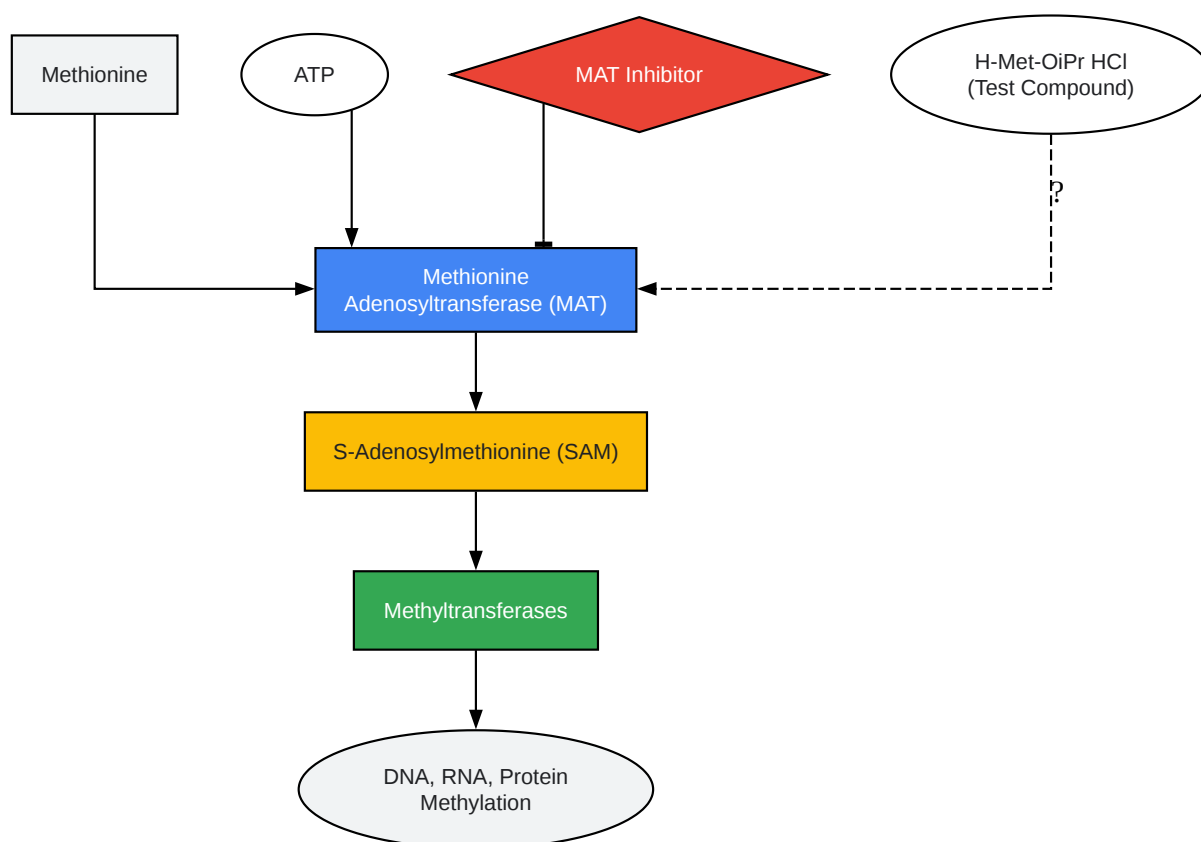 Methionine
ATP
MAT Inhibitor
H-Met-OiPr HCl
(Test Compound)
?
Methionine
Adenosyltransferase (MAT)
S-Adenosylmethionine (SAM)
Methyltransferases
DNA, RNA, Protein
Methylation